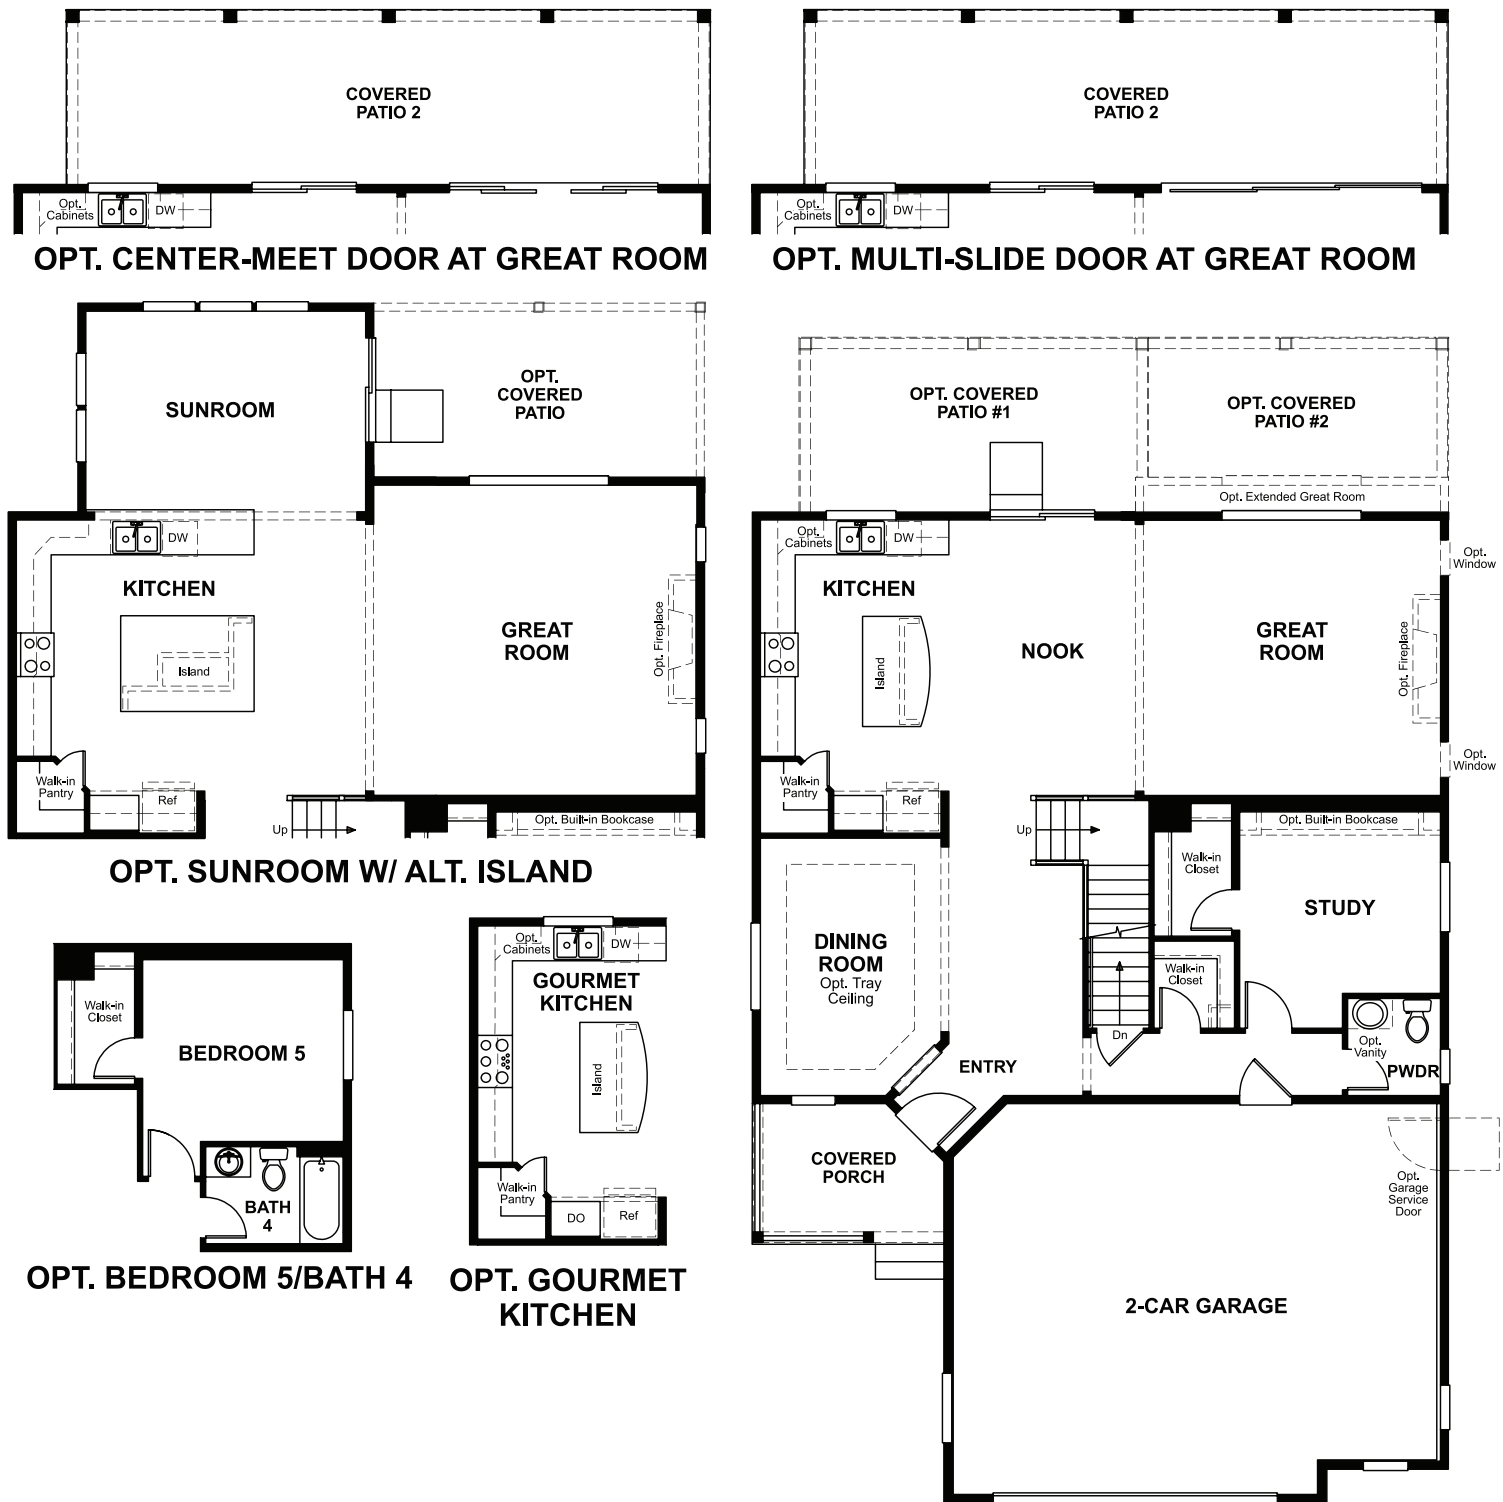 COVERED
PATIO 2
Opt.
Cabinets
DW
OPT. CENTER-MEET DOOR AT GREAT ROOM
COVERED
PATIO 2
Opt.
Cabinets
DW
OPT. MULTI-SLIDE DOOR AT GREAT ROOM
SUNROOM
OPT.
COVERED
PATIO
DW
KITCHEN
Island
GREAT
ROOM
Opt. Fireplace
Walk-in
Pantry
Ref
Up
Opt. Built-in Bookcase
OPT. SUNROOM W/ ALT. ISLAND
OPT. COVERED
PATIO #1
OPT. COVERED
PATIO #2
Opt. Extended Great Room
Opt.
Cabinets
DW
KITCHEN
Island
NOOK
GREAT
ROOM
Opt. Fireplace
Opt.
Window
Opt.
Window
Walk-in
Pantry
Ref
Up
Opt. Built-in Bookcase
Walk-in
Closet
STUDY
DINING
ROOM
Opt. Tray
Ceiling
Walk-in
Closet
Dn
Opt.
Vanity
PWDR
ENTRY
COVERED
PORCH
Opt.
Garage
Service
Door
2-CAR GARAGE
Walk-in
Closet
BEDROOM 5
BATH
4
OPT. BEDROOM 5/BATH 4
Opt.
Cabinets
DW
GOURMET
KITCHEN
Island
Walk-in
Pantry
DO
Ref
OPT. GOURMET
KITCHEN